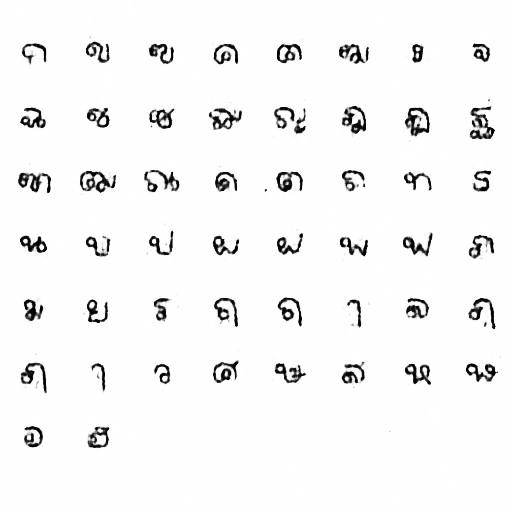 ก ข ฃ ค ฅ ฆ ง จ
ฉ ช ซ ฌ ญ ฎ ฏ ฐ
ฑ ฒ ณ ด ต ถ ท ธ
น บ ป ผ ฝ พ ฟ ภ
ม ย ร ฤ ฤ ๅ ล ฦ
ฦ ๅ ว ศ ษ ส ห ฬ
อ ฮ